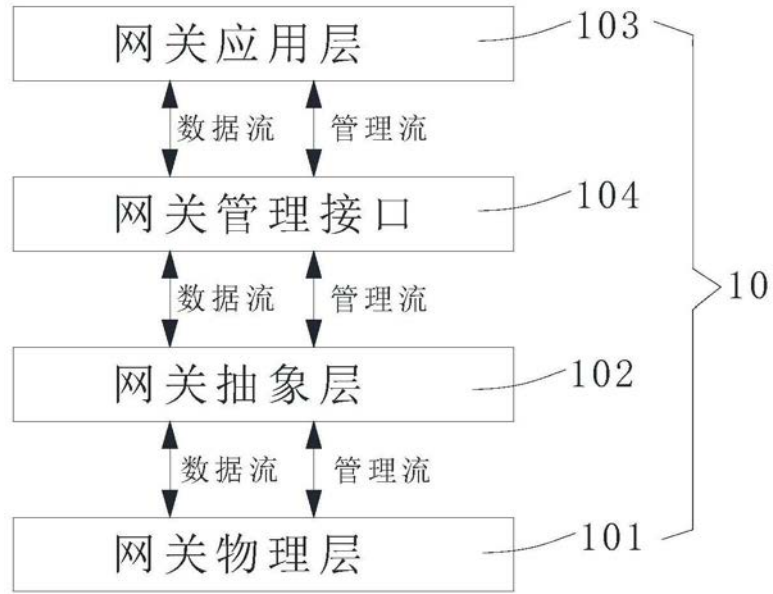 网关应用层 103
数据流 管理流
网关管理接口 104
10
数据流 管理流
网关抽象层 102
数据流 管理流
网关物理层 101